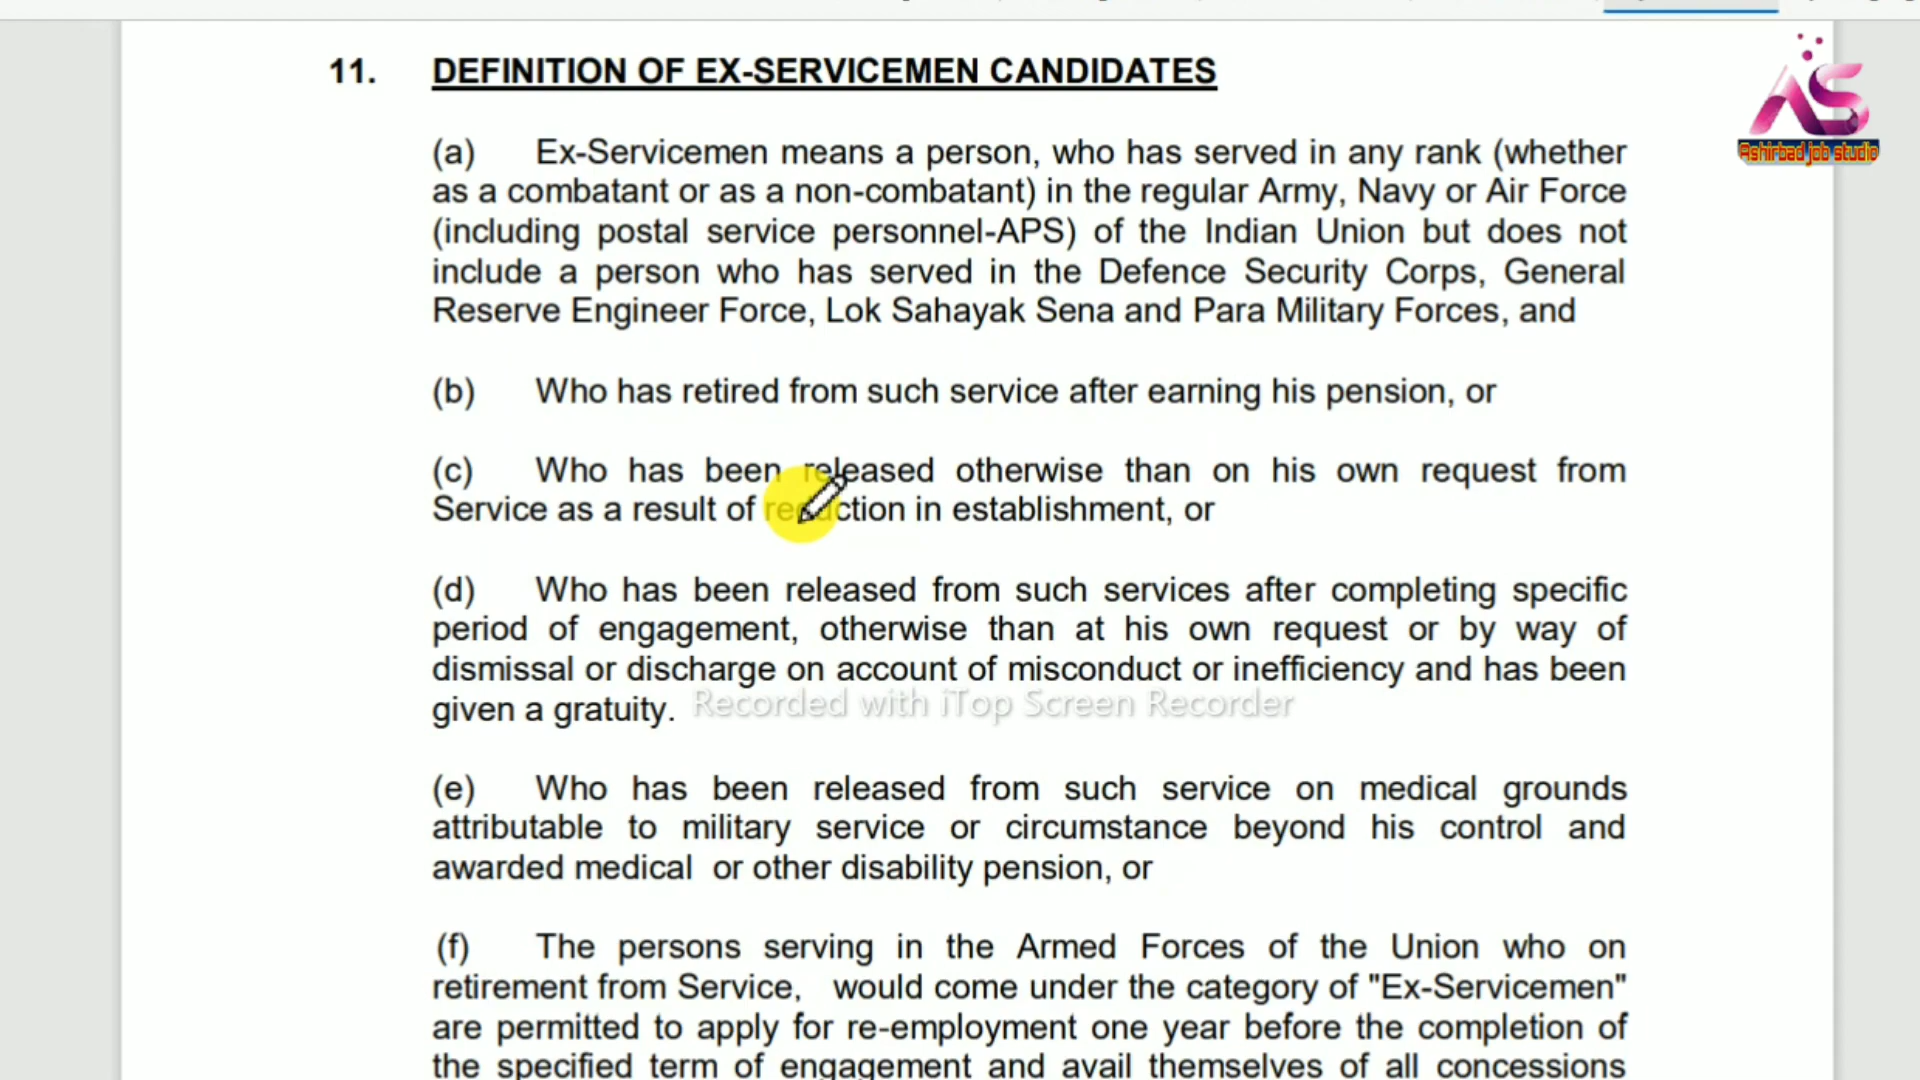 11. DEFINITION OF EX-SERVICEMEN CANDIDATES
(a) Ex-Servicemen means a person, who has served in any rank (whether
as a combatant or as a non-combatant) in the regular Army, Navy or Air Force
(including postal service personnel-APS) of the Indian Union but does not
include a person who has served in the Defence Security Corps, General
Reserve Engineer Force, Lok Sahayak Sena and Para Military Forces, and
(b) Who has retired from such service after earning his pension, or
(c) Who has been released otherwise than on his own request from
Service as a result of reduction in establishment, or
(d) Who has been released from such services after completing specific
period of engagement, otherwise than at his own request or by way of
dismissal or discharge on account of misconduct or inefficiency and has been
given a gratuity.
Recorded with iTop Screen Recorder
(e) Who has been released from such service on medical grounds
attributable to military service or circumstance beyond his control and
awarded medical or other disability pension, or
(f) The persons serving in the Armed Forces of the Union who on
retirement from Service, would come under the category of "Ex-Servicemen"
are permitted to apply for re-employment one year before the completion of
the specified term of engagement and avail themselves of all concessions
AS
Ashirbad job studio